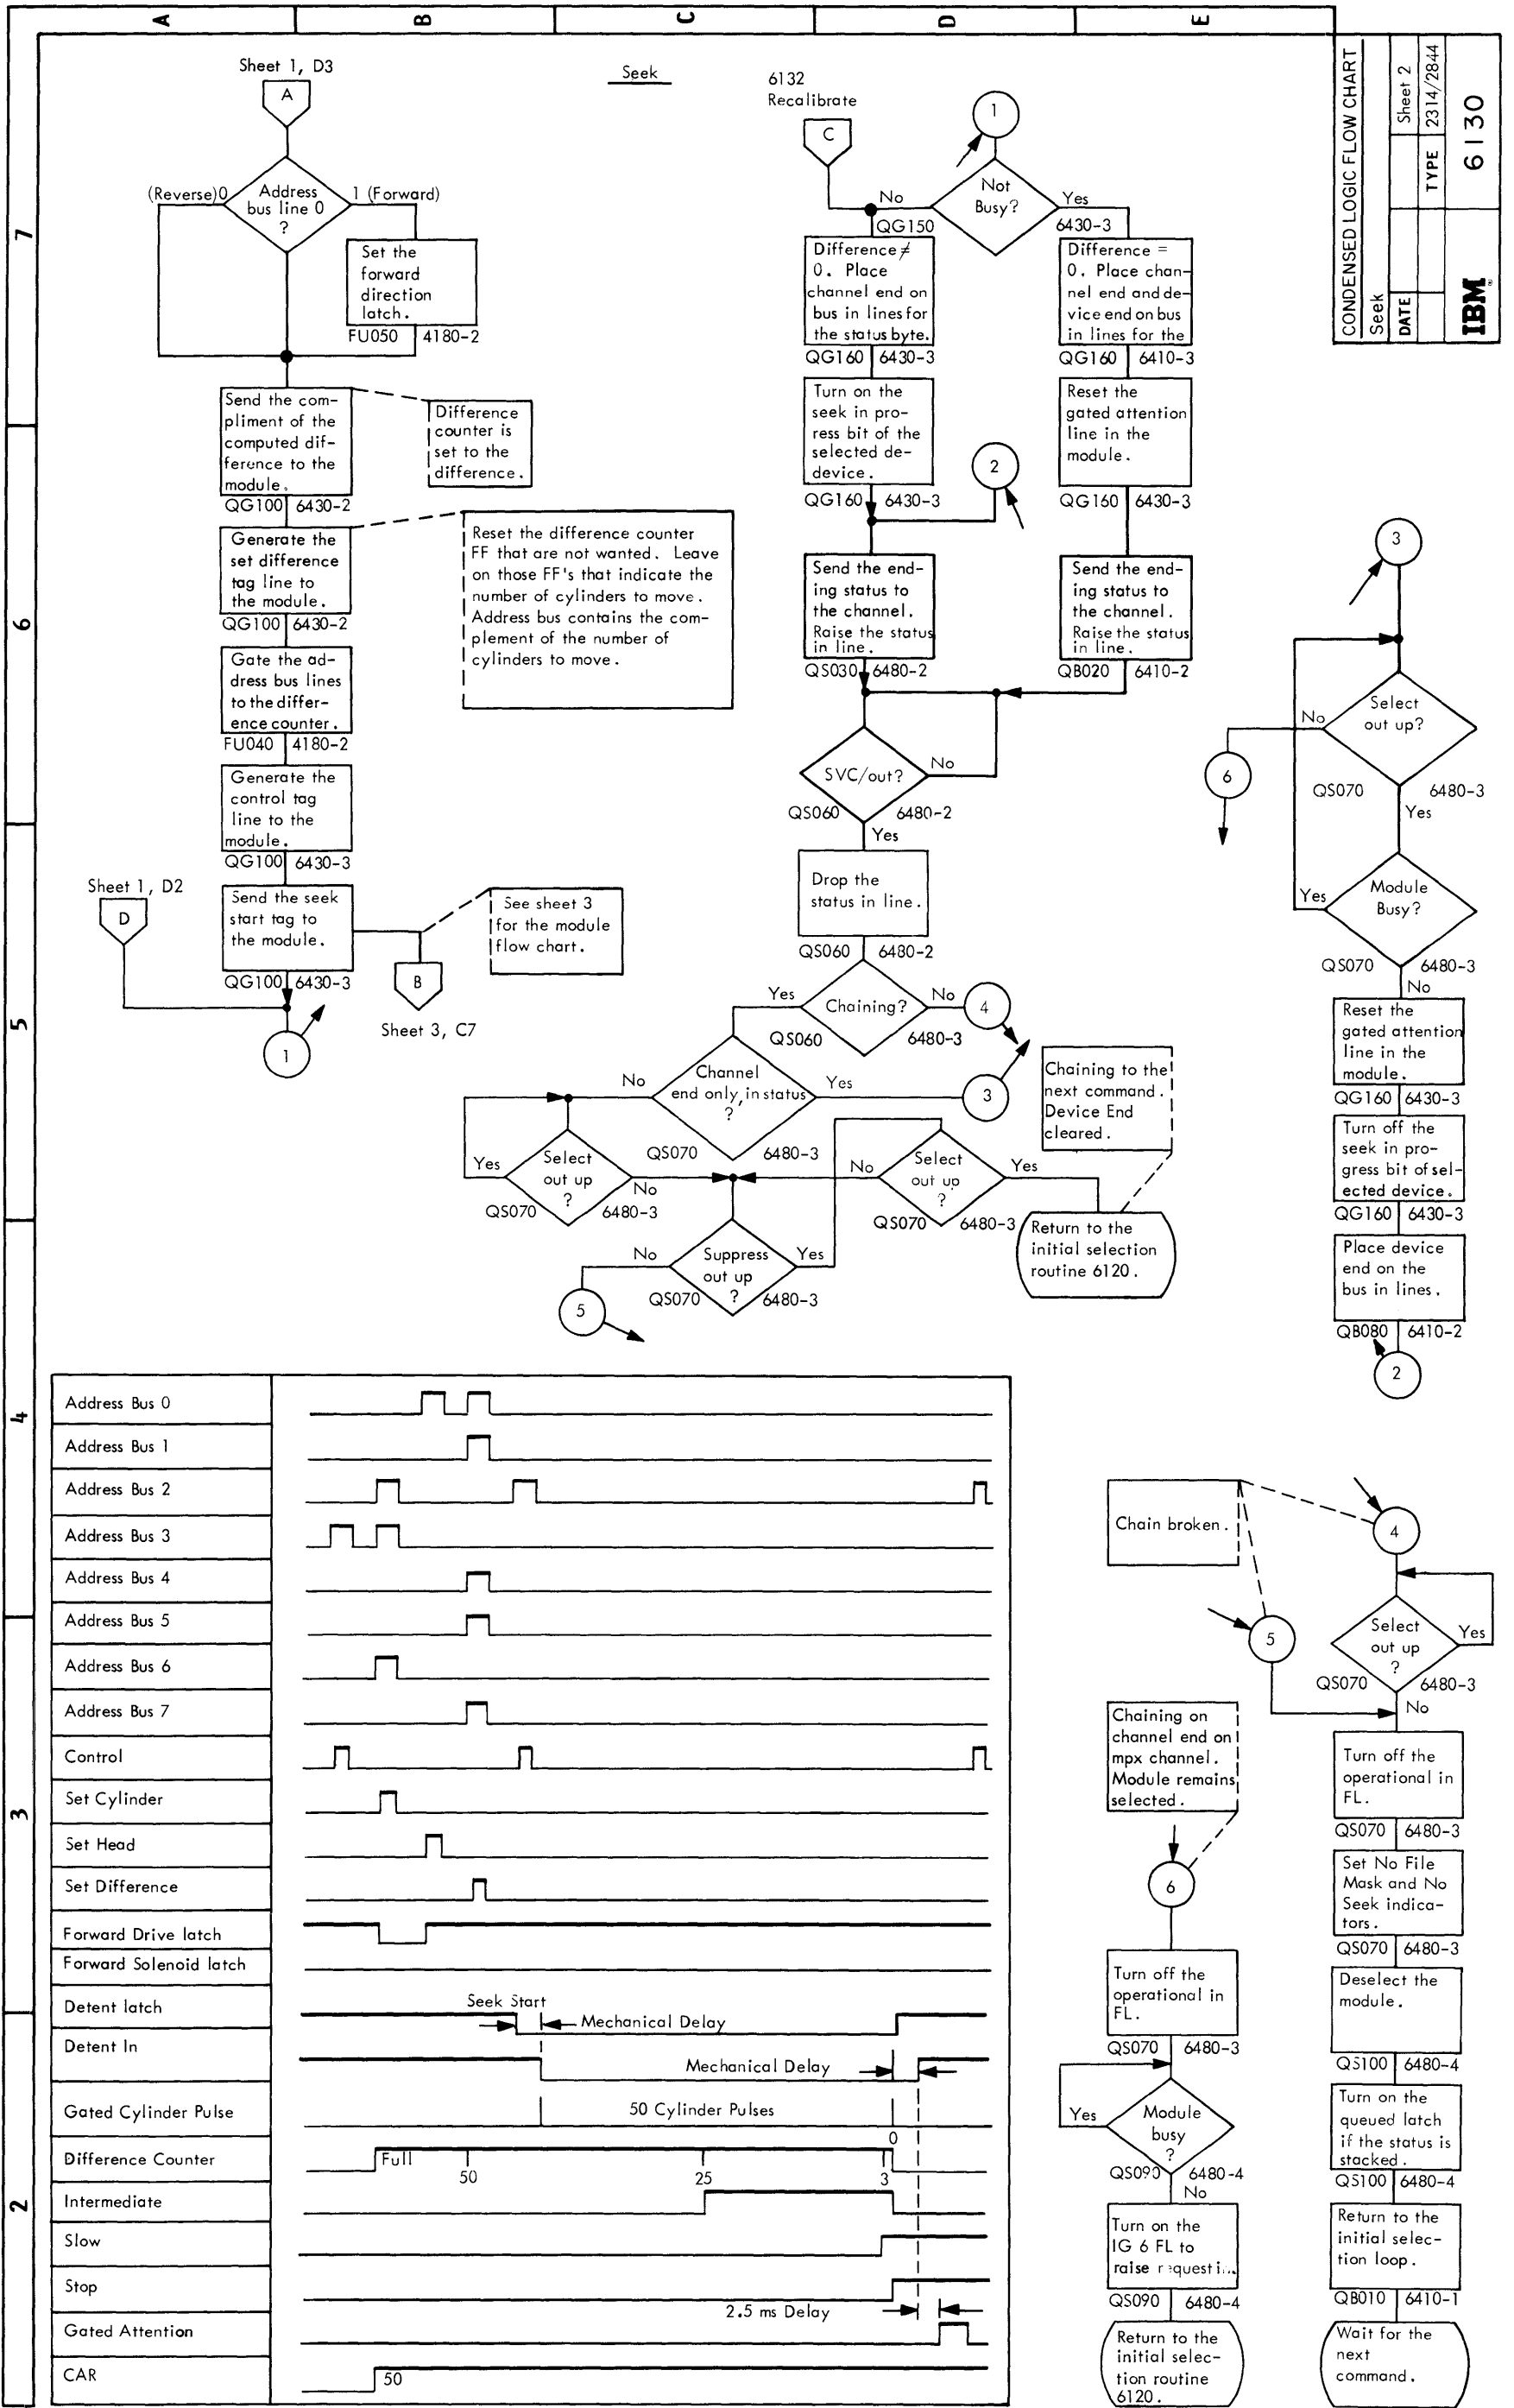 A
B
C
D
E
7
6
5
4
3
2
CONDENSED LOGIC FLOW CHART
Seek
Sheet 2
DATE
TYPE
2314/2844
IBM
®
6130
Seek
Sheet 1, D3
A
(Reverse)0
Address
bus line 0
?
1 (Forward)
Set the
forward
direction
latch.
FU050 4180-2
Send the com-
pliment of the
computed dif-
ference to the
module.
QG100 6430-2
Difference
counter is
set to the
difference.
Generate the
set difference
tag line to
the module.
QG100 6430-2
Reset the difference counter
FF that are not wanted. Leave
on those FF's that indicate the
number of cylinders to move.
Address bus contains the com-
plement of the number of
cylinders to move.
Gate the ad-
dress bus lines
to the differ-
ence counter.
FU040 4180-2
Generate the
control tag
line to the
module.
QG100 6430-3
Sheet 1, D2
D
Send the seek
start tag to
the module.
QG100 6430-3
See sheet 3
for the module
flow chart.
B
Sheet 3, C7
1
6132
Recalibrate
C
1
No
Not
Busy?
Yes
QG150
6430-3
Difference ≠
0. Place
channel end on
bus in lines for
the status byte.
QG160 6430-3
Difference =
0. Place chan-
nel end and de-
vice end on bus
in lines for the
QG160 6410-3
Turn on the
seek in pro-
ress bit of the
selected de-
device.
QG160 6430-3
Reset the
gated attention
line in the
module.
QG160 6430-3
2
Send the end-
ing status to
the channel.
Raise the status
in line.
QS030 6480-2
Send the end-
ing status to
the channel.
Raise the status
in line.
QB020 6410-2
SVC/out?
No
QS060
6480-2
Yes
Drop the
status in line.
QS060 6480-2
Yes
Chaining?
No
4
QS060
6480-3
No
Channel
end only, in status
?
Yes
3
QS070
6480-3
Chaining to the
next command.
Device End
cleared.
Yes
Select
out up
?
No
QS070
6480-3
No
Select
out up
?
Yes
QS070
6480-3
Return to the
initial selection
routine 6120.
No
Suppress
out up
?
Yes
QS070
6480-3
5
3
Select
out up?
No
6
QS070
6480-3
Yes
Module
Busy?
Yes
QS070
6480-3
No
Reset the
gated attention
line in the
module.
QG160 6430-3
Turn off the
seek in pro-
gress bit of sel-
ected device.
QG160 6430-3
Place device
end on the
bus in lines.
QB080 6410-2
2
Chain broken.
4
5
Select
out up
?
Yes
QS070
6480-3
No
Turn off the
operational in
FL.
QS070 6480-3
Set No File
Mask and No
Seek indica-
tors.
QS070 6480-3
Deselect the
module.
QS100 6480-4
Turn on the
queued latch
if the status is
stacked.
QS100 6480-4
Return to the
initial selec-
tion loop.
QB010 6410-1
Wait for the
next
command.
Chaining on
channel end on
mpx channel.
Module remains
selected.
6
Turn off the
operational in
FL.
QS070 6480-3
Yes
Module
busy
?
QS090
6480-4
No
Turn on the
IG 6 FL to
raise
QS090 6480-4
Return to the
initial selec-
tion routine
6120.
Address Bus 0
Address Bus 1
Address Bus 2
Address Bus 3
Address Bus 4
Address Bus 5
Address Bus 6
Address Bus 7
Control
Set Cylinder
Set Head
Set Difference
Forward Drive latch
Forward Solenoid latch
Detent latch
Seek Start
Mechanical Delay
Detent In
Mechanical Delay
Gated Cylinder Pulse
50 Cylinder Pulses
Difference Counter
Full
50
25
3
0
Intermediate
Slow
Stop
2.5 ms Delay
Gated Attention
CAR
50